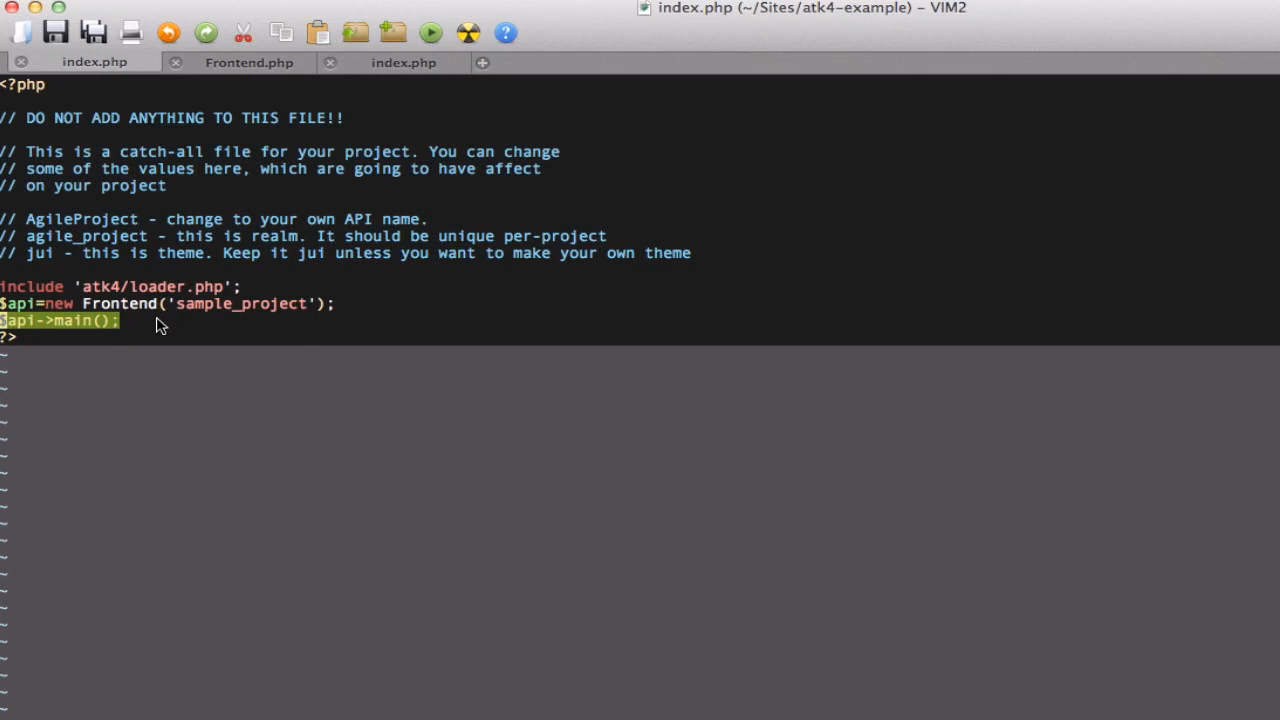 index.php (~/Sites/atk4-example) – VIM2
index.php
Frontend.php
index.php
<?php
// DO NOT ADD ANYTHING TO THIS FILE!!
// This is a catch-all file for your project. You can change
// some of the values here, which are going to have affect
// on your project
// AgileProject - change to your own API name.
// agile_project - this is realm. It should be unique per-project
// jui - this is theme. Keep it jui unless you want to make your own theme
include 'atk4/loader.php';
$api=new Frontend('sample_project');
$api->main();
?>